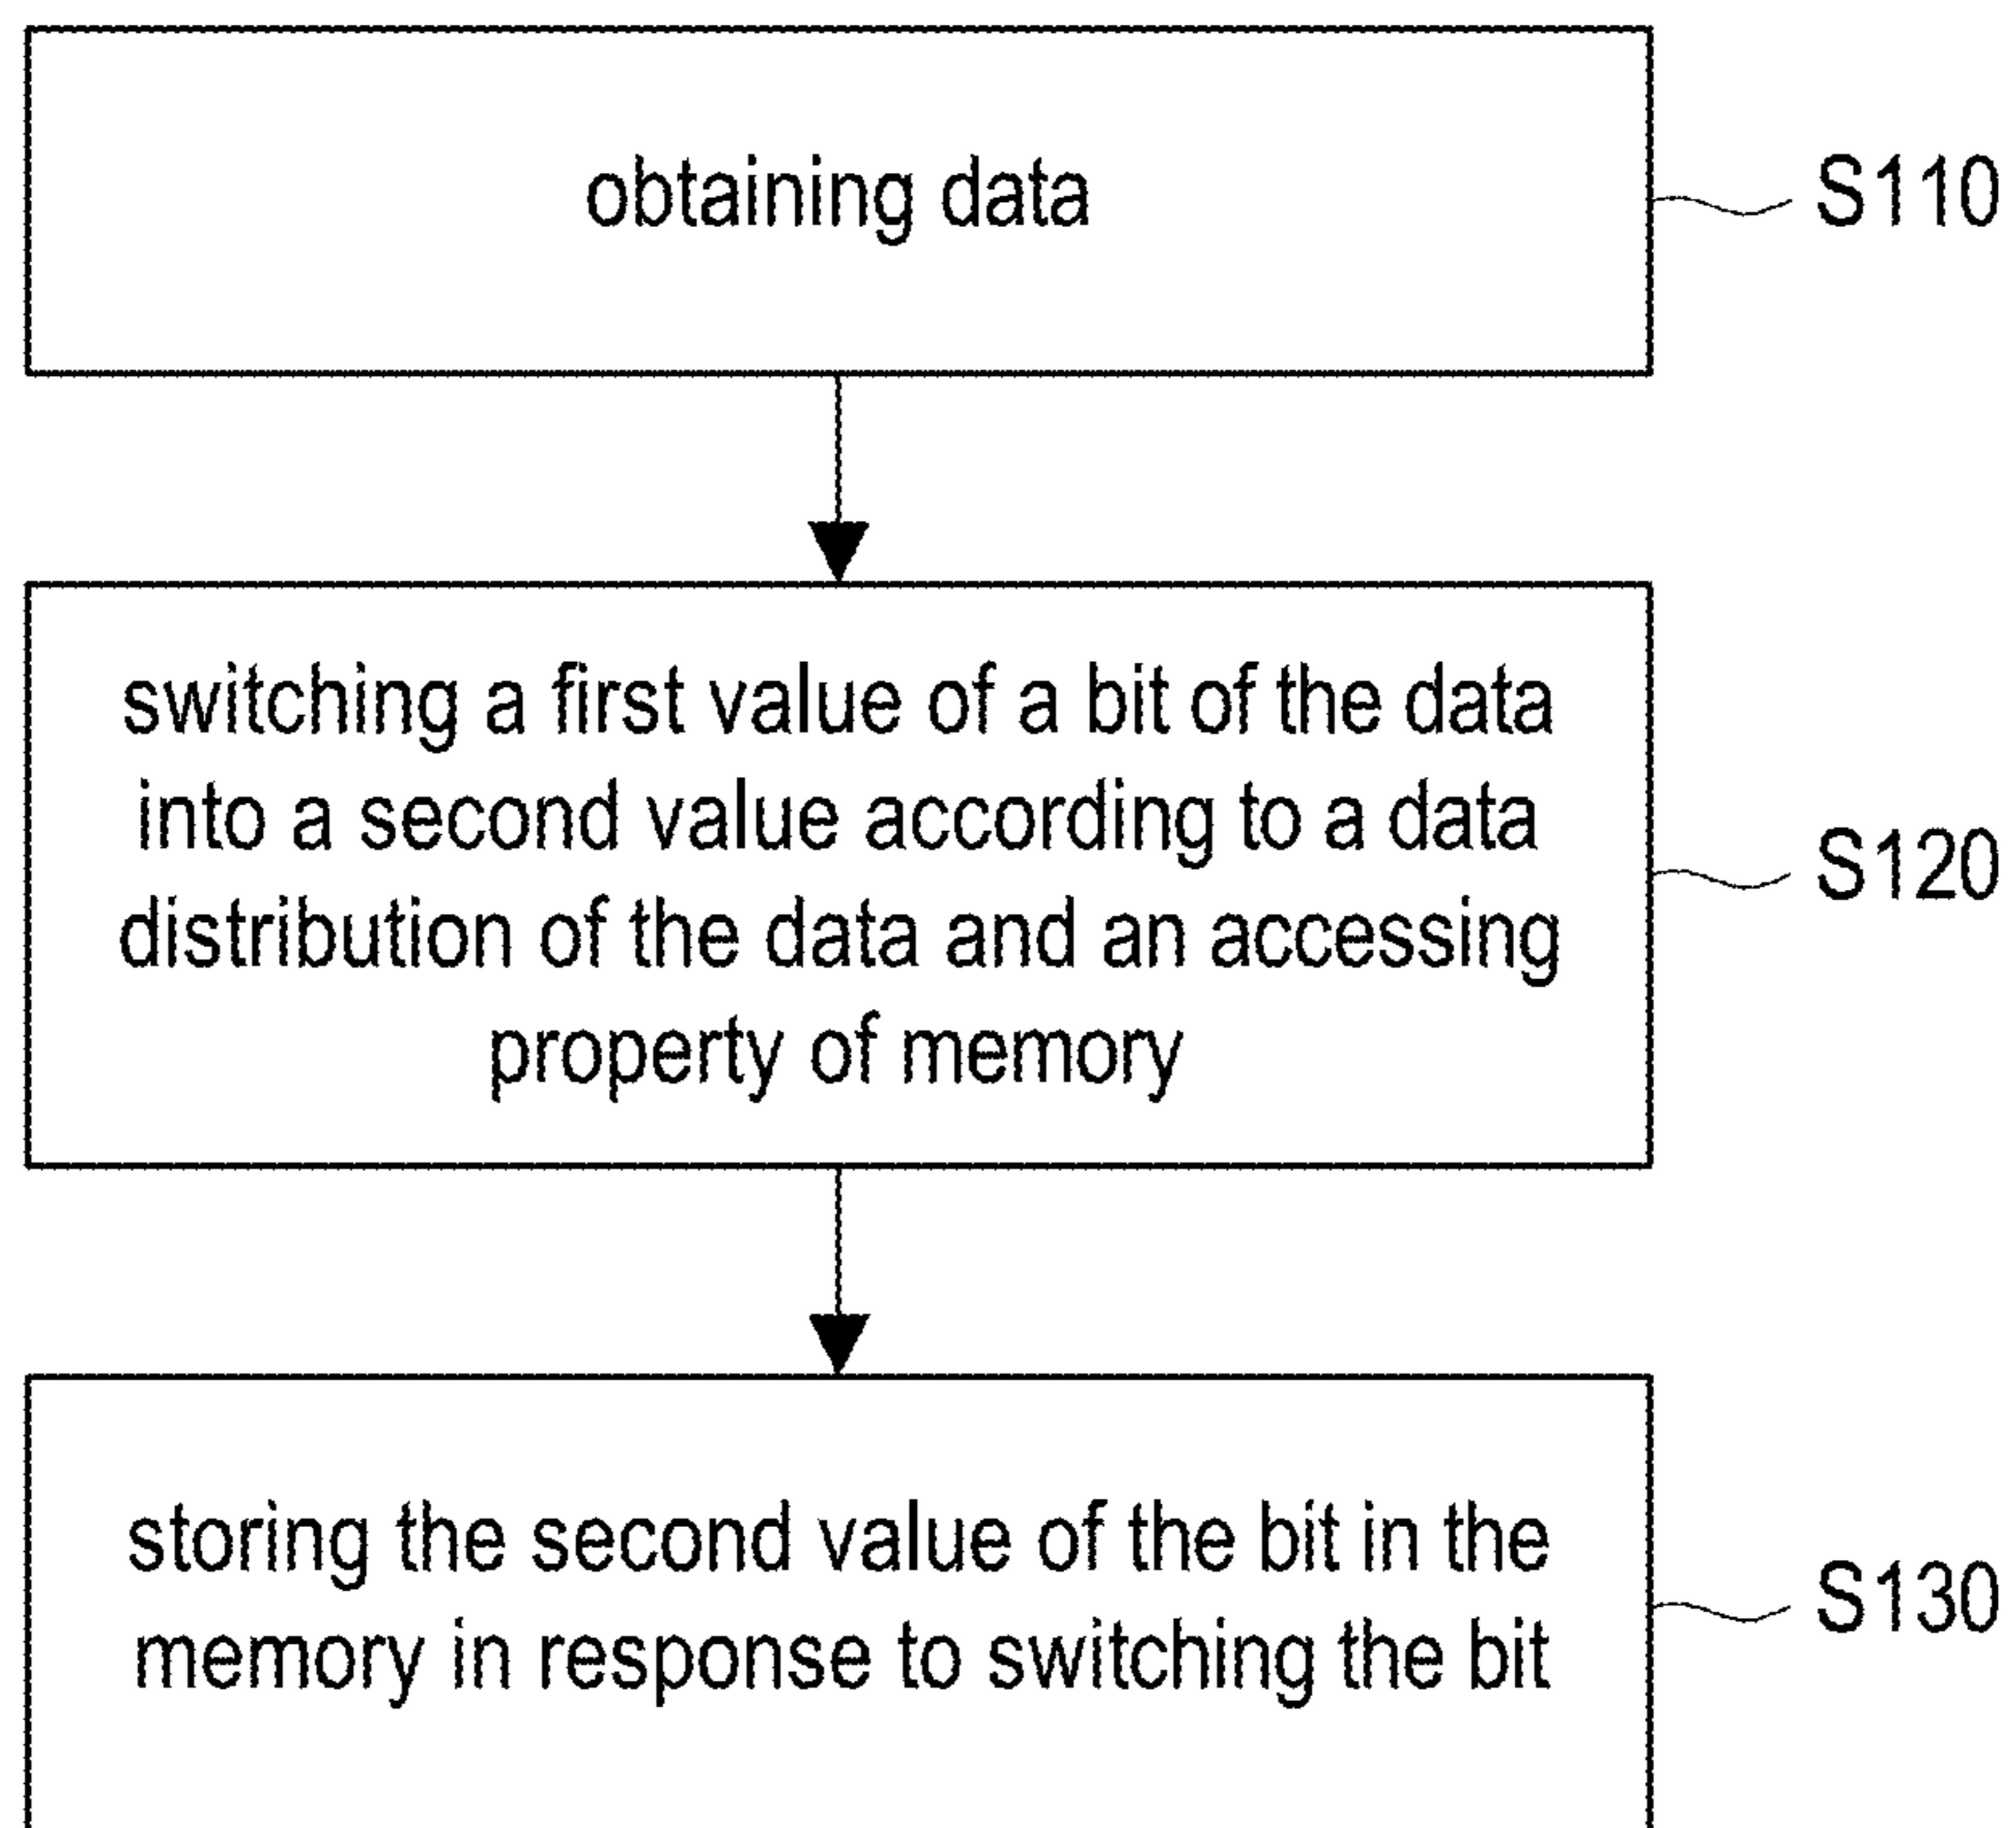 obtaining data
S110
switching a first value of a bit of the data
into a second value according to a data
distribution of the data and an accessing
property of memory
S120
storing the second value of the bit in the
memory in response to switching the bit
S130